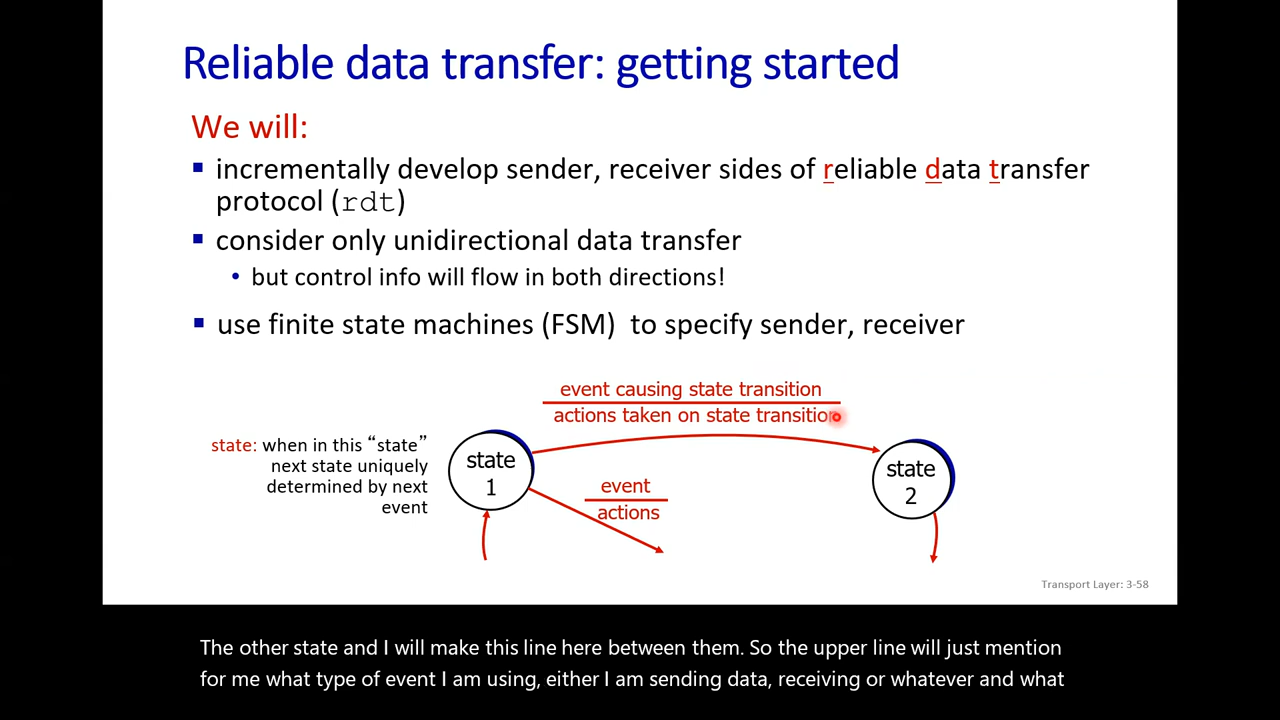 Reliable data transfer: getting started
We will:
▪ incrementally develop sender, receiver sides of reliable data transfer
protocol (rdt)
▪ consider only unidirectional data transfer
• but control info will flow in both directions!
▪ use finite state machines (FSM) to specify sender, receiver
event causing state transition
actions taken on state transition
state: when in this “state”
next state uniquely
determined by next
event
state
1
event
actions
state
2
Transport Layer: 3-58
The other state and I will make this line here between them. So the upper line will just mention
for me what type of event I am using, either I am sending data, receiving or whatever and what